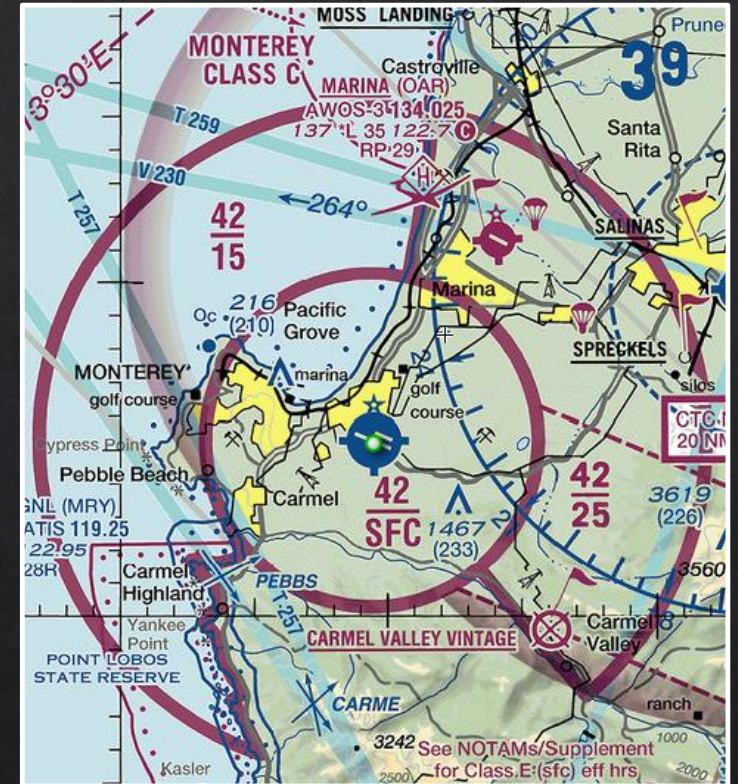 MOSS LANDING
Prune
MONTEREY
CLASS C
Castroville
39
3°30'E
MARINA (OAR)
AWOS-3 134.025
137 *L 35 122.7 C
RP 29
T 259
Santa
Rita
H
V 230
T 257
←264°
42
15
SALINAS
Marina
Oc
216
(210)
Pacific
Grove
SPRECKELS
MONTEREY
marina
golf course
golf
course
silos
CTC
20 NM
Cypress Point
Pebble Beach
Carmel
42
SFC
42
25
3619
(226)
1467
(233)
GNL (MRY)
ATIS 119.25
122.95
28R
3560
Carmel
Highland
PEBBS
T 257
Yankee
Point
CARMEL VALLEY VINTAGE
Carmel
Valley
POINT LOBOS
STATE RESERVE
CARME
ranch
3242
See NOTAMs/Supplement
for Class E (sfc) eff hrs
1000
2000
2500
Kasler